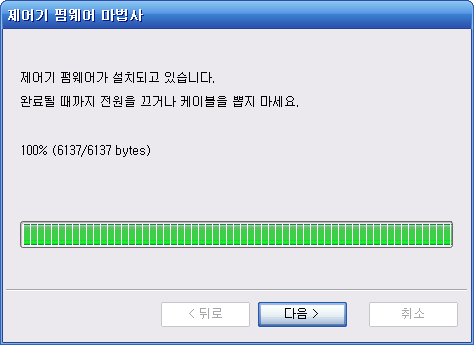 제어기 펌웨어 마법사
제어기 펌웨어가 설치되고 있습니다.
완료될 때까지 전원을 끄거나 케이블을 뽑지 마세요.
100% (6137/6137 bytes)
< 뒤로
다음 >
취소